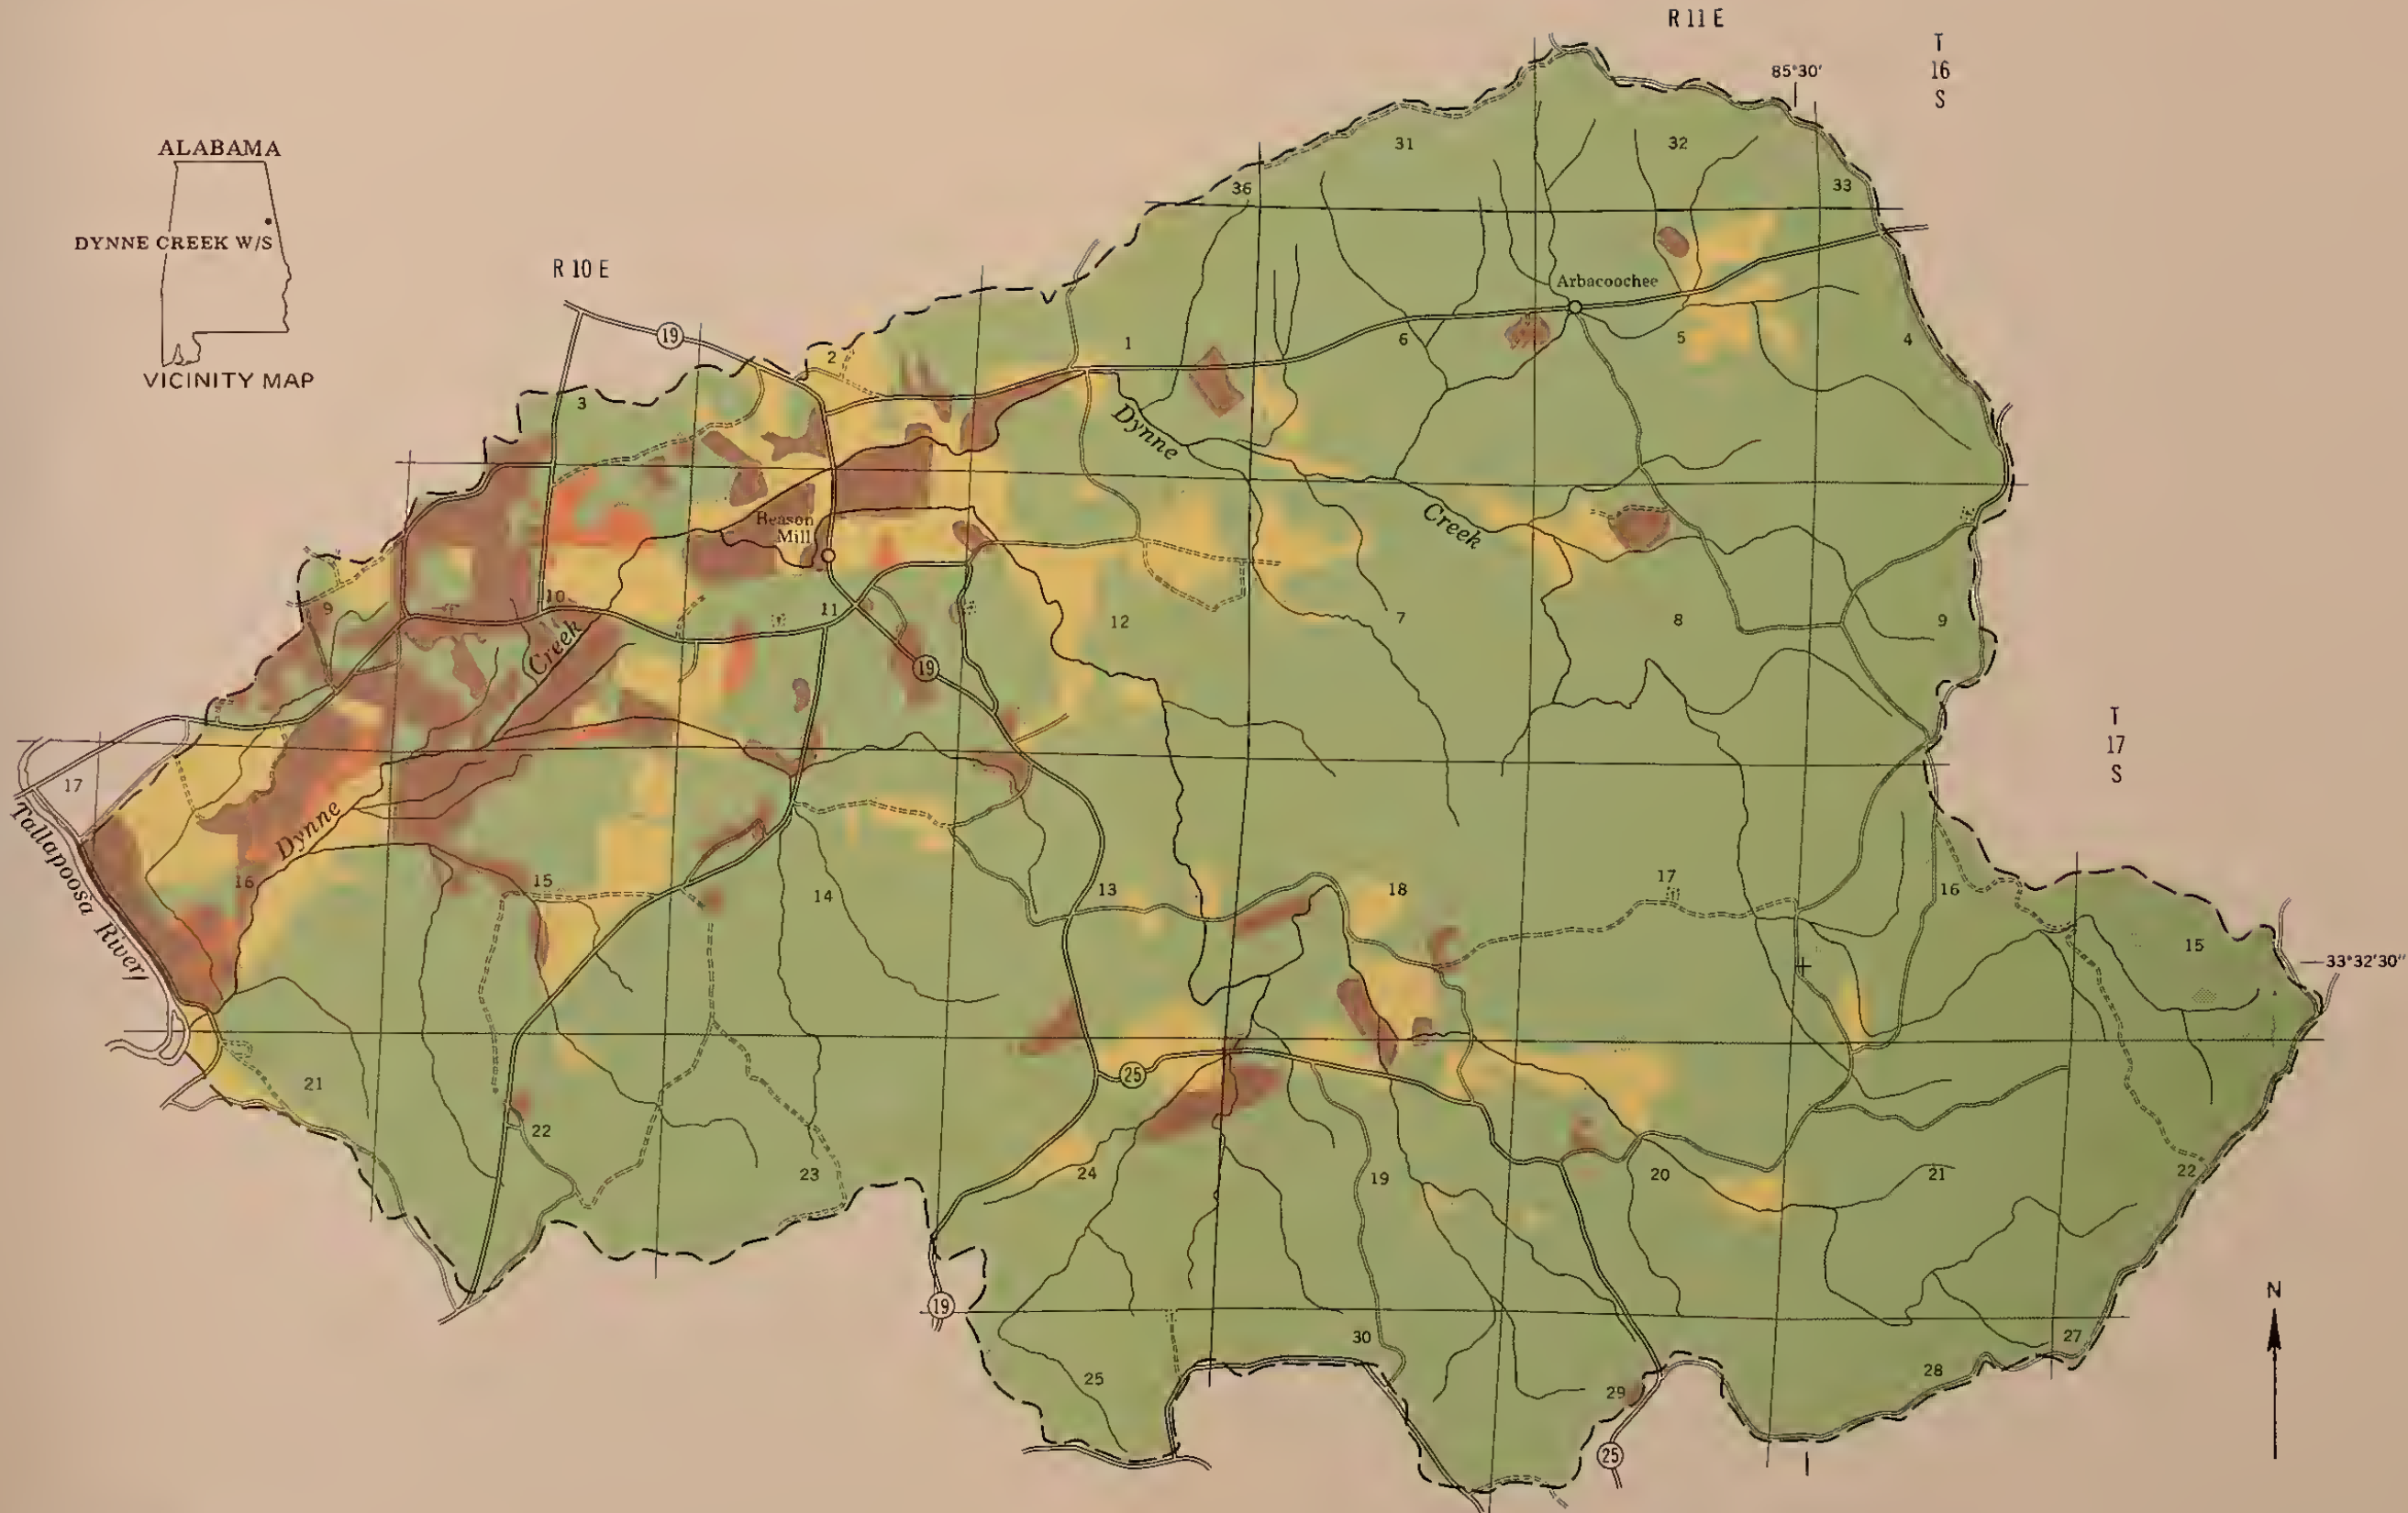 R 11 E
T
16
S
85°30'
ALABAMA
DYNNE CREEK W/S
VICINITY MAP
R 10 E
31
32
33
36
Arbacoochee
19
2
1
6
5
4
3
Dynne
Creek
Beason
Mill
9
10
11
12
7
8
9
Creek
19
T
17
S
17
Tallapoosa River
Dynne
16
15
14
13
18
17
16
15
33°32'30"
25
21
22
23
24
19
20
21
22
19
N
30
27
25
29
28
25